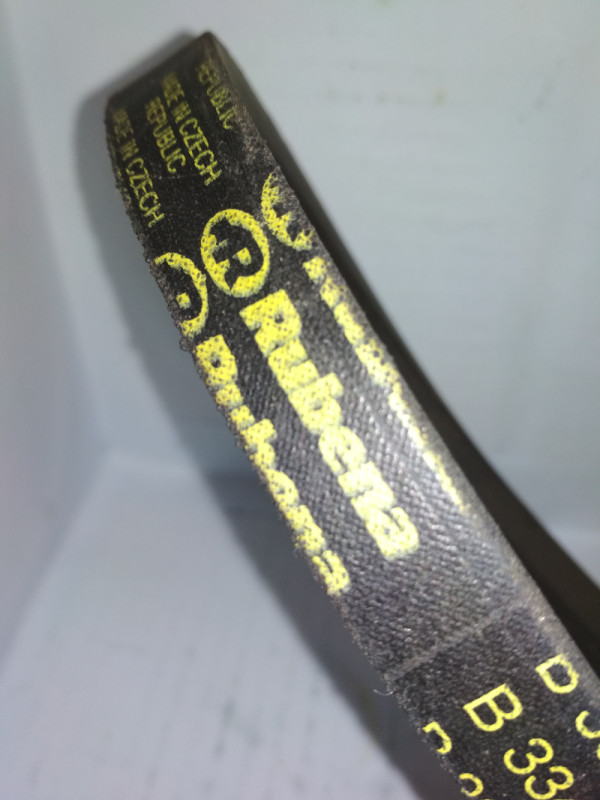 REPUBLIC
MADE IN CZECH
REPUBLIC
MADE IN CZECH
R
Rubena
Rubena
B 33